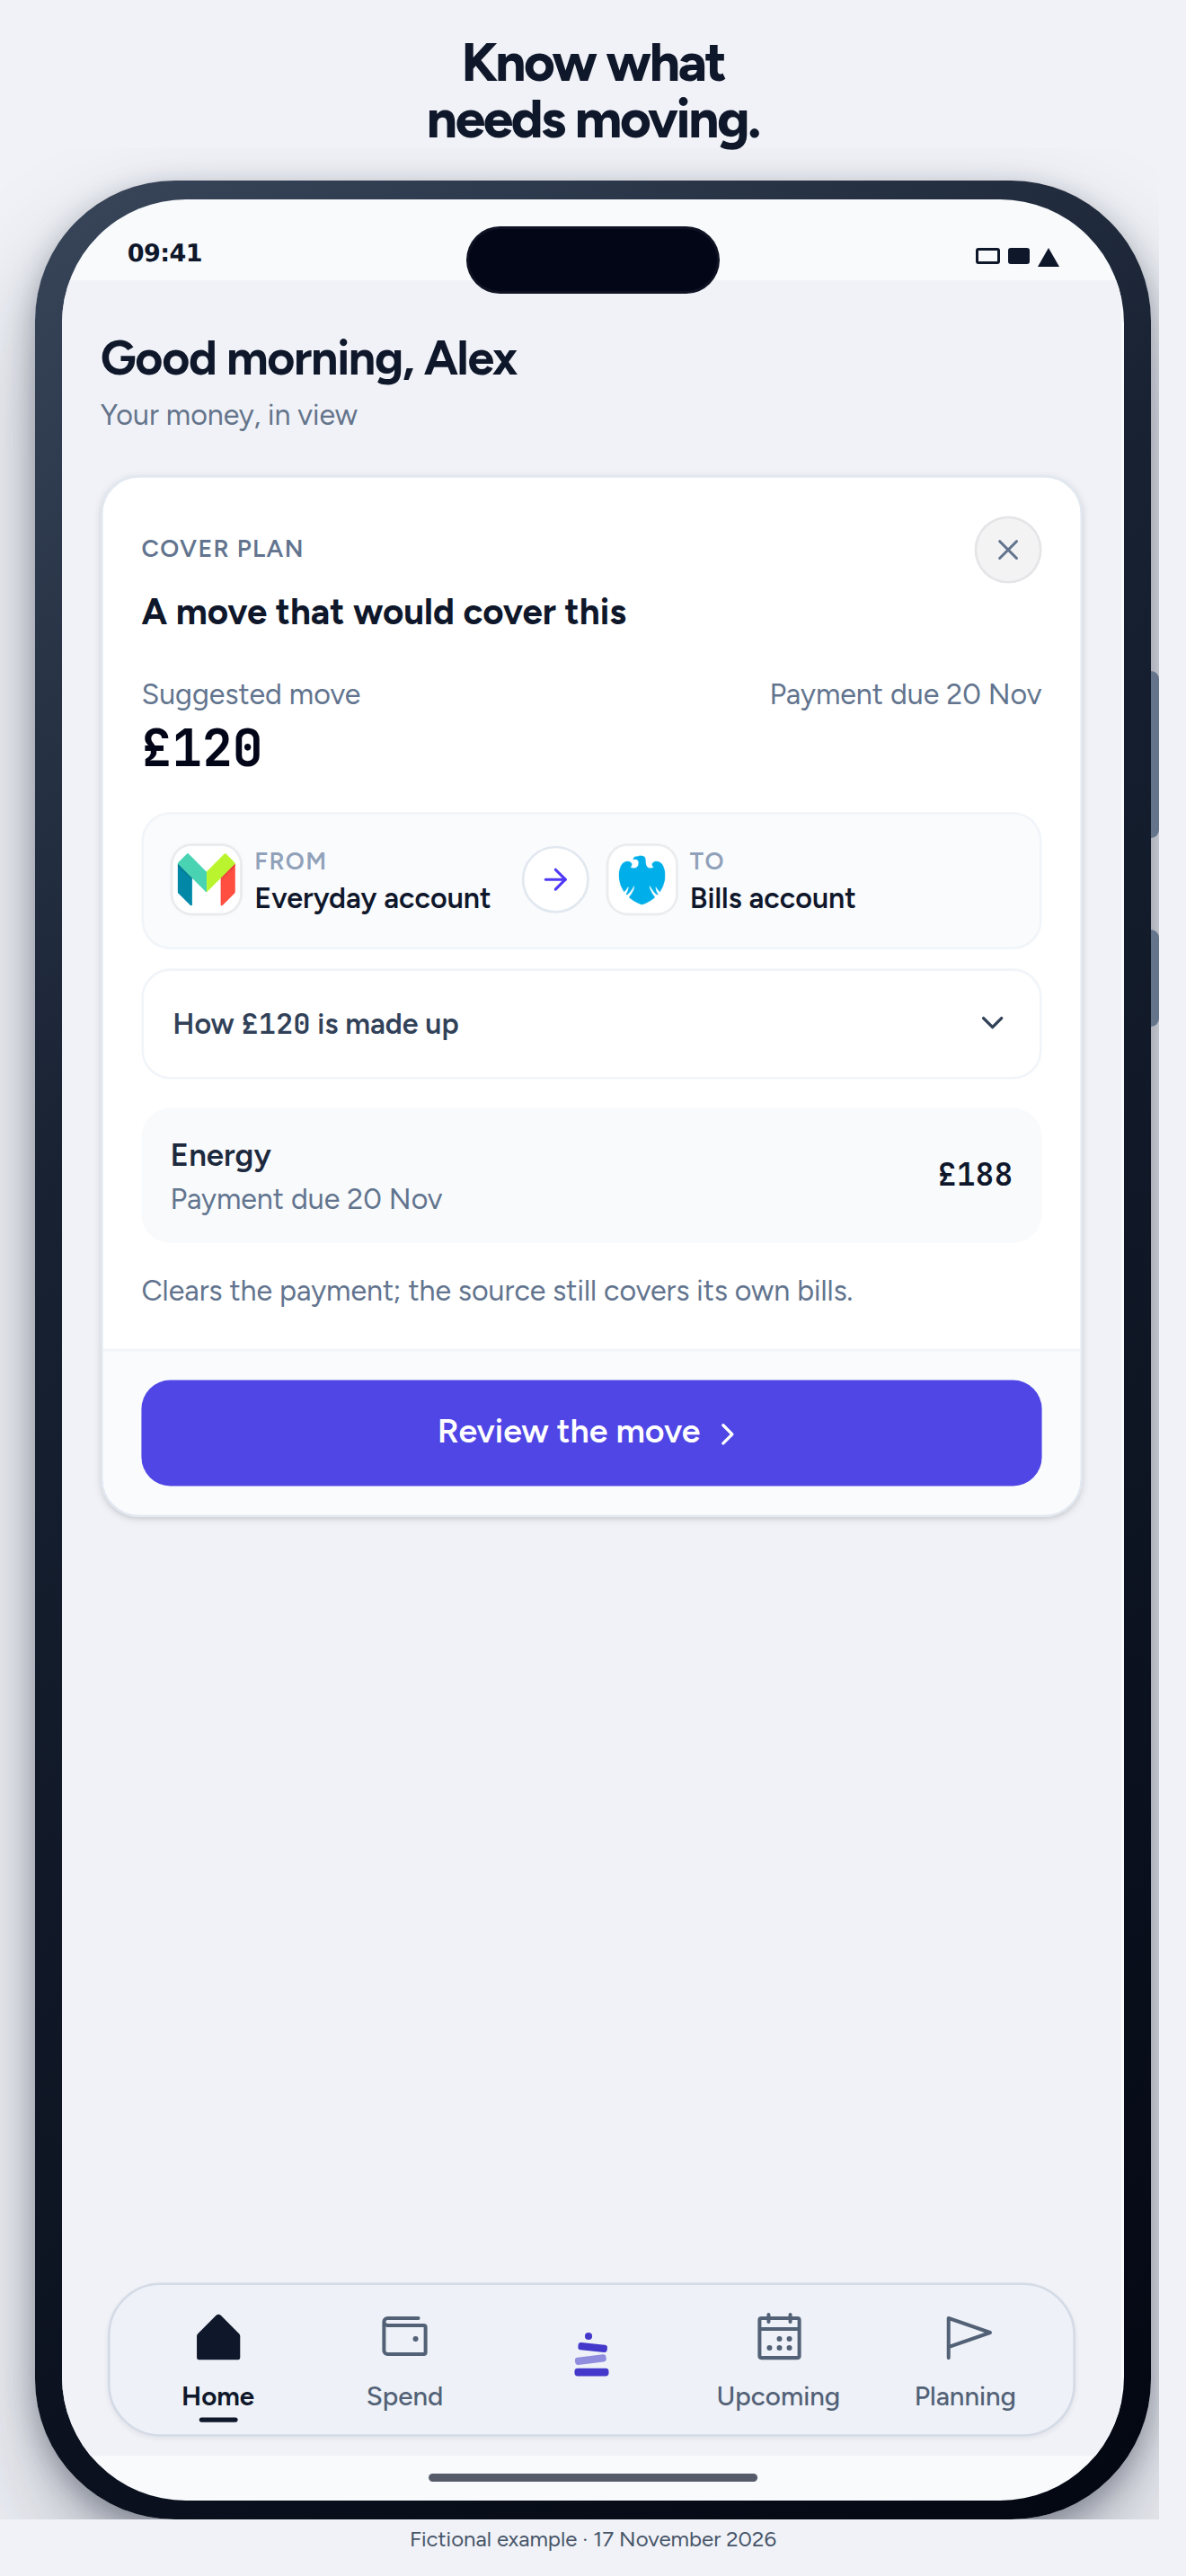 Know what
needs moving.
09:41
Good morning, Alex
Your money, in view
COVER PLAN
A move that would cover this
Suggested move
Payment due 20 Nov
£120
FROM
Everyday account
TO
Bills account
How £120 is made up
Energy
Payment due 20 Nov
£188
Clears the payment; the source still covers its own bills.
Review the move
Home
Spend
Upcoming
Planning
Fictional example · 17 November 2026